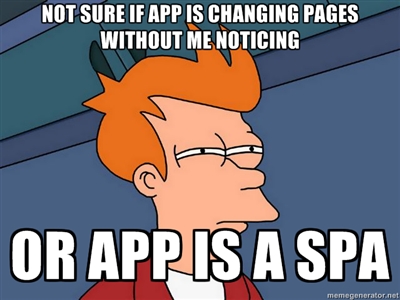 NOT SURE IF APP IS CHANGING PAGES
WITHOUT ME NOTICING
OR APP IS A SPA
memegenerator.net